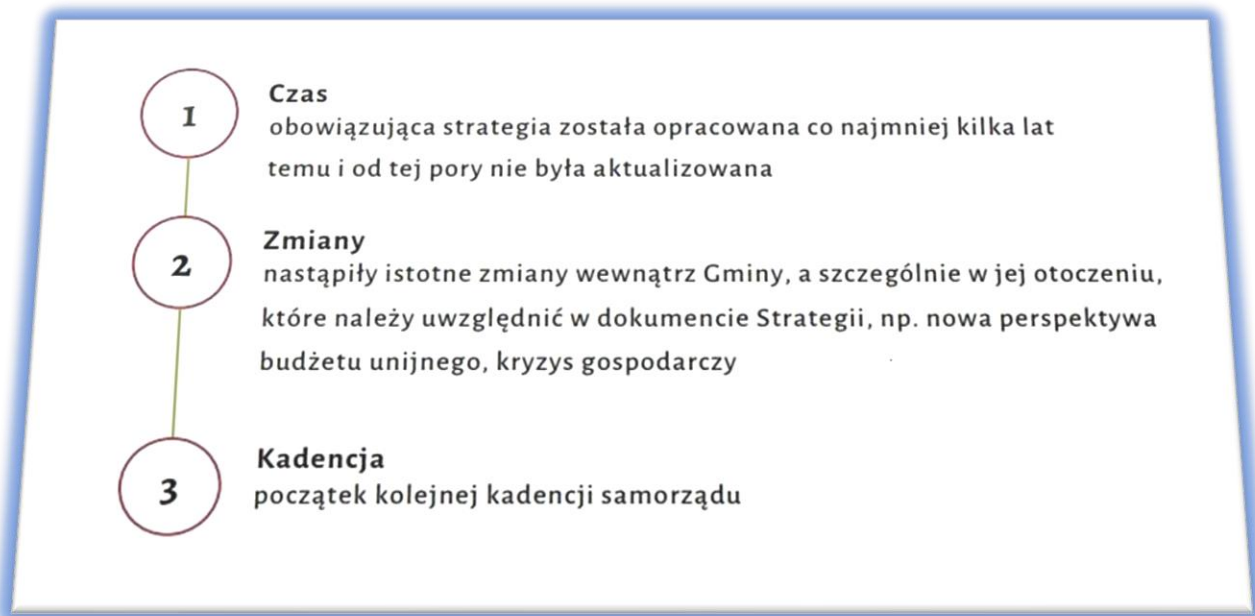 1
Czas
obowiązująca strategia została opracowana co najmniej kilka lat
temu i od tej pory nie była aktualizowana
2
Zmiany
nastąpiły istotne zmiany wewnątrz Gminy, a szczególnie w jej otoczeniu,
które należy uwzględnić w dokumencie Strategii, np. nowa perspektywa
budżetu unijnego, kryzys gospodarczy
3
Kadencja
początek kolejnej kadencji samorządu